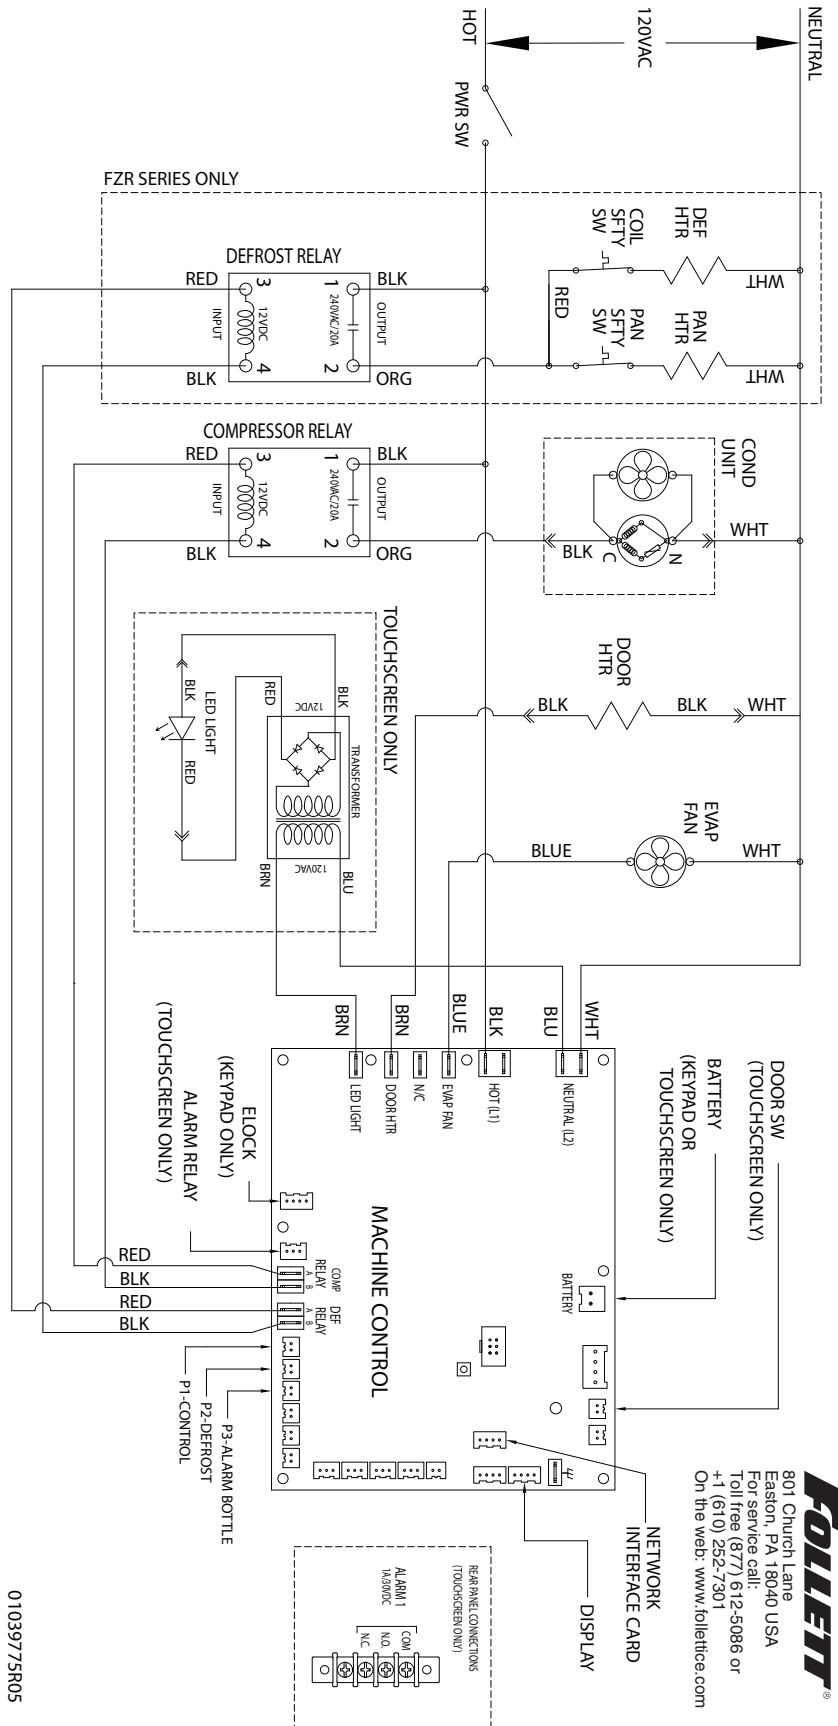 NEUTRAL
120VAC
HOT
PWR SW
FZR SERIES ONLY
DEF
HTR
WHT
COIL
SFTY
SW
RED
PAN
HTR
WHT
PAN
SFTY
SW
DEFROST RELAY
RED
3
1
BLK
12VDC
240VAC/20A
INPUT
OUTPUT
BLK
4
2
ORG
COMPRESSOR RELAY
RED
3
1
BLK
12VDC
240VAC/20A
INPUT
OUTPUT
BLK
4
2
ORG
COND
UNIT
BLK
C
N
WHT
DOOR
HTR
BLK
BLK
WHT
TOUCHSCREEN ONLY
BLK
LED LIGHT
RED
RED
BLK
12VDC
TRANSFORMER
120VAC
BRN
BLU
EVAP
FAN
BLUE
WHT
BRN
BRN
BLUE
BLK
BLU
WHT
LED LIGHT
DOOR HTR
N/C
EVAP FAN
HOT (L1)
NEUTRAL (L2)
MACHINE CONTROL
DOOR SW
(TOUCHSCREEN ONLY)
BATTERY
(KEYPAD OR
TOUCHSCREEN ONLY)
BATTERY
ELOCK
(KEYPAD ONLY)
ALARM RELAY
(TOUCHSCREEN ONLY)
RED
BLK
RED
BLK
COMP
RELAY
A
B
DEF
RELAY
A
B
P1-CONTROL
P2-DEFROST
P3-ALARM BOTTLE
NETWORK
INTERFACE CARD
DISPLAY
REAR PANEL CONNECTIONS
(TOUCHSCREEN ONLY)
ALARM 1
1A/30VDC
COM
N.O.
N.C.
FOLLETT®
801 Church Lane
Easton, PA 18040 USA
For service call:
Toll free (877) 612-5086 or
+1 (610) 252-7301
On the web: www.follettice.com
01039775R05